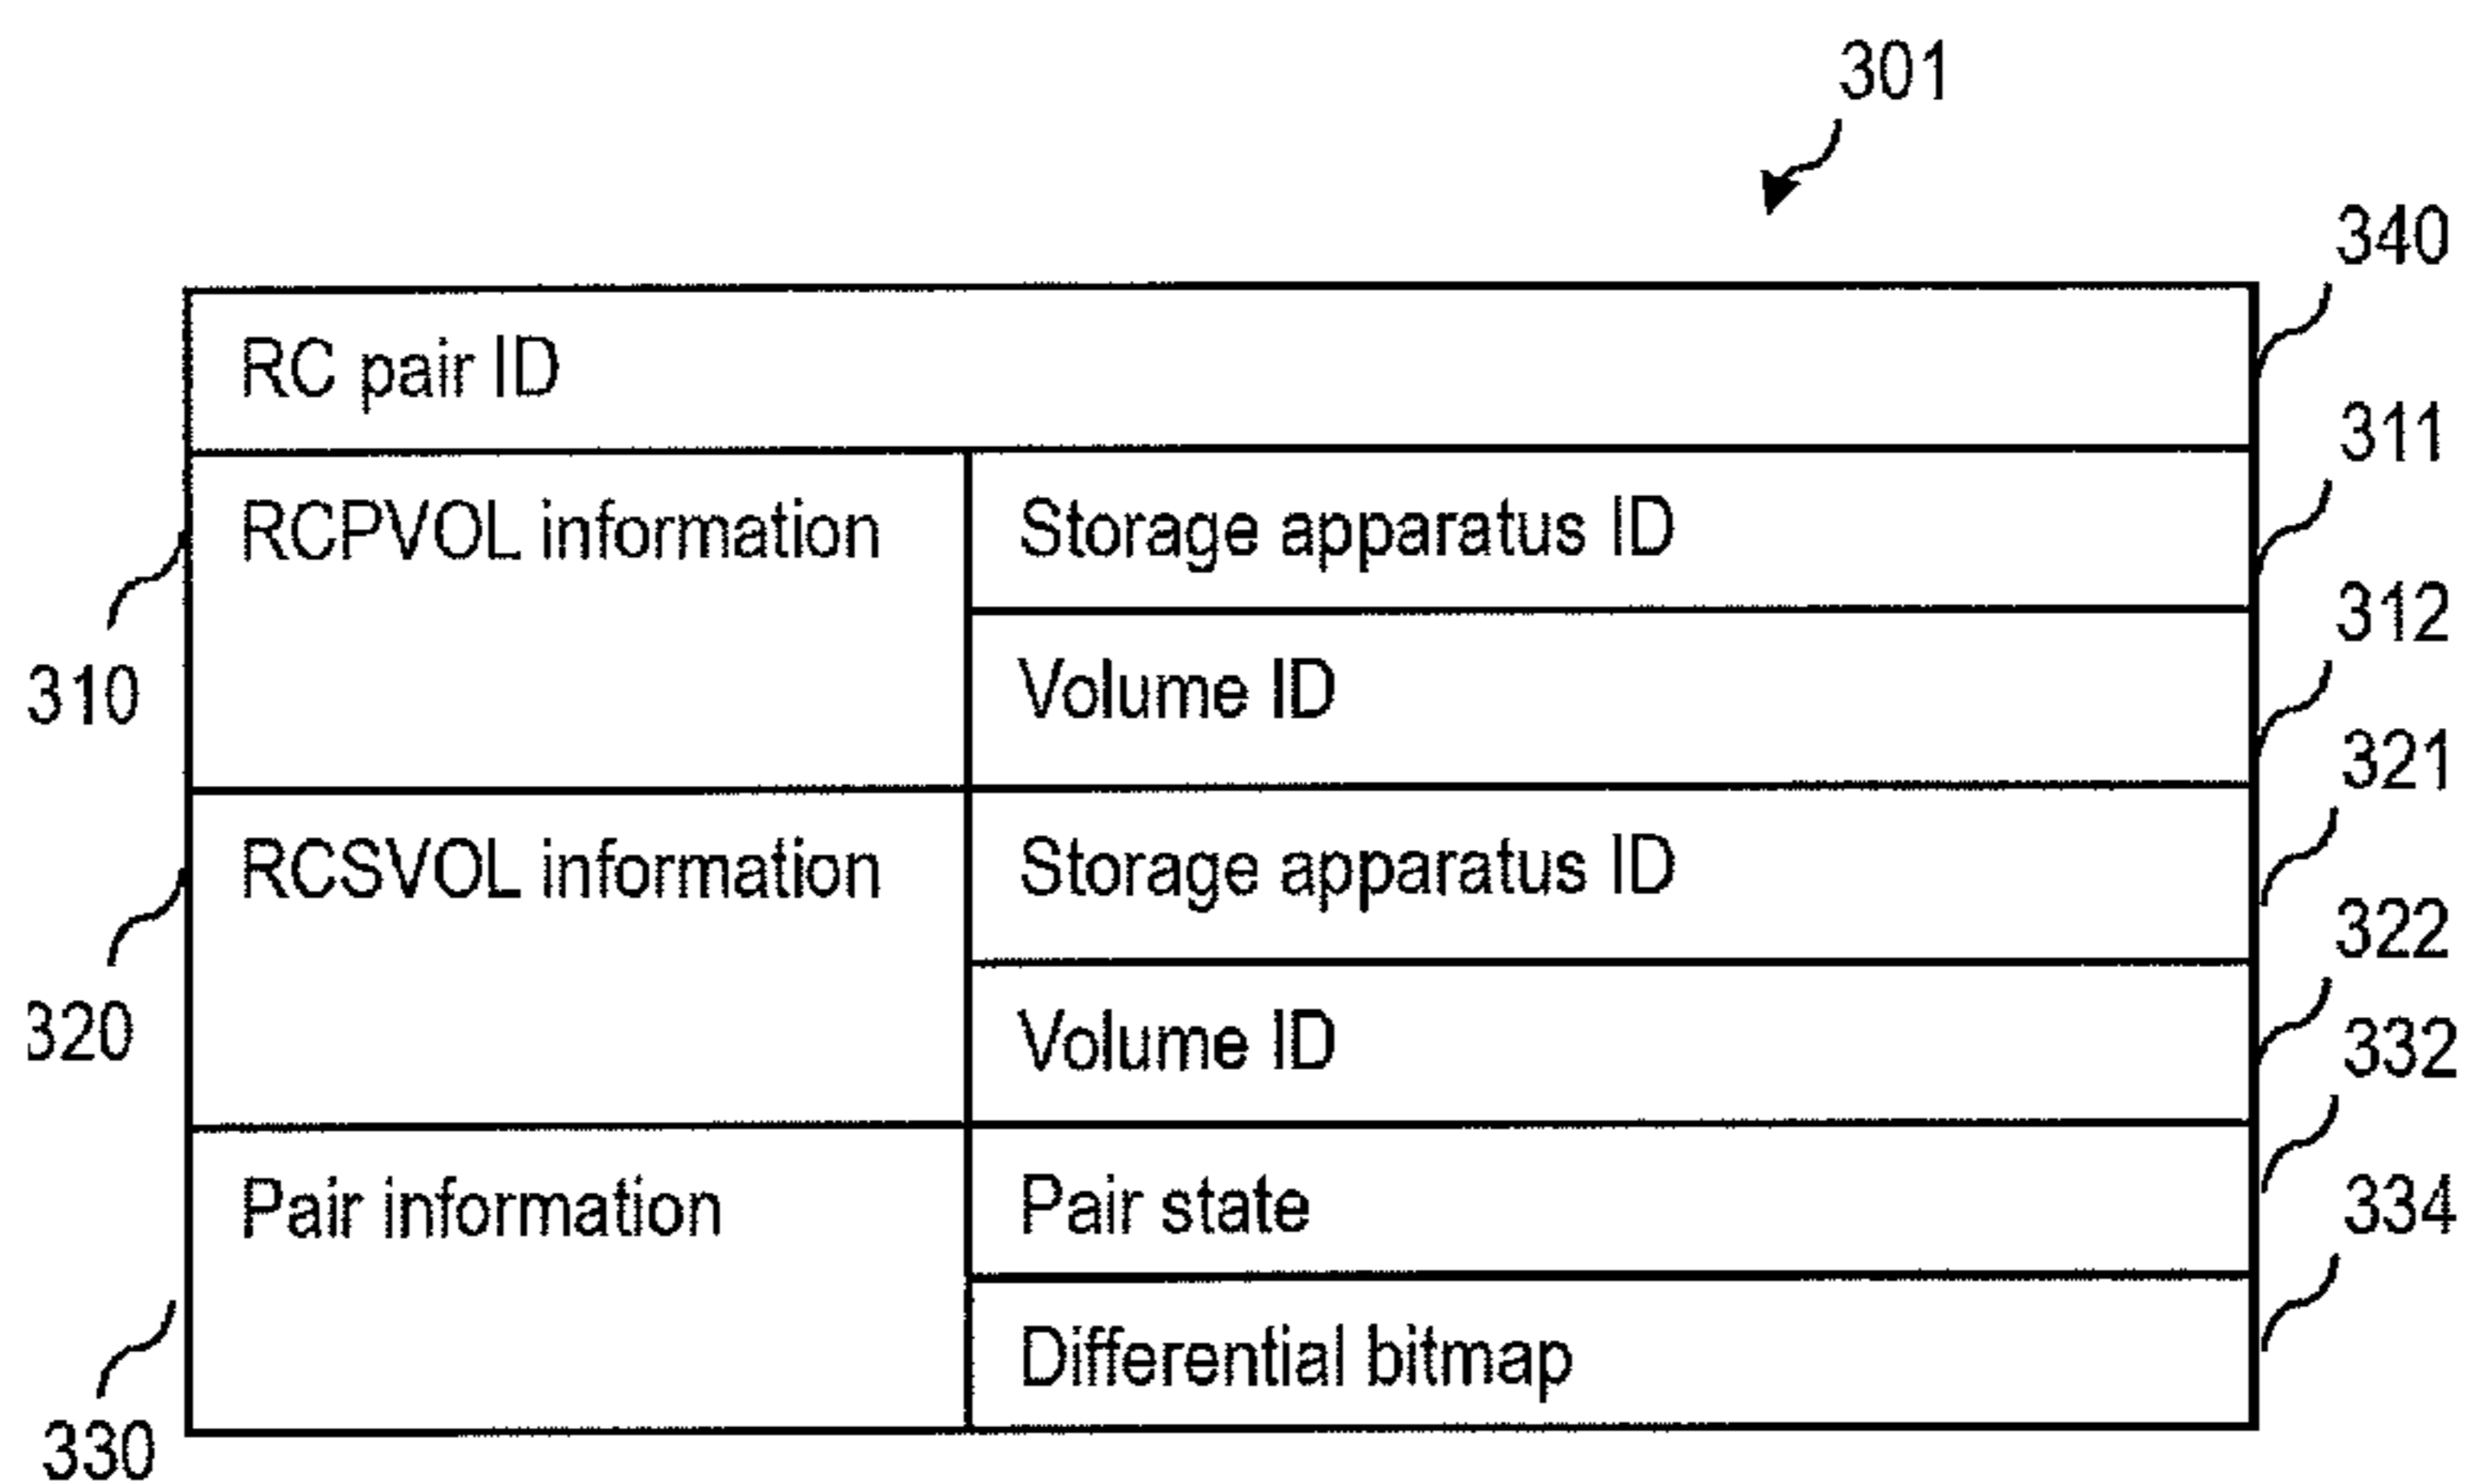 301
340
RC pair ID
311
RCPVOL information
Storage apparatus ID
310
312
Volume ID
321
RCSVOL information
Storage apparatus ID
320
322
Volume ID
332
Pair information
Pair state
334
330
Differential bitmap